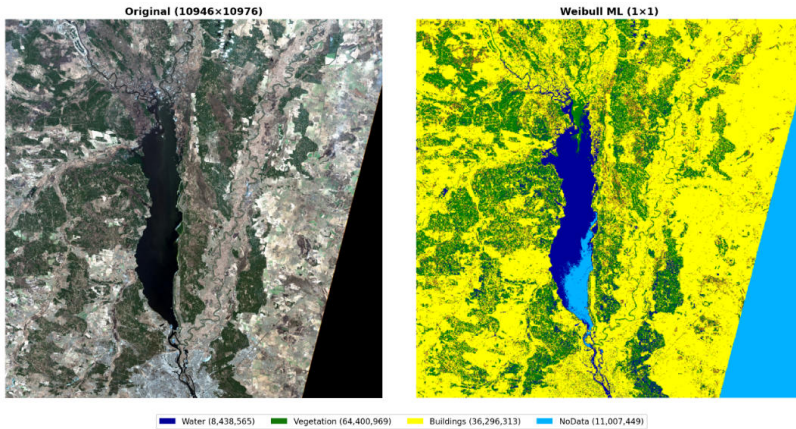 Original (10946×10976)
Weibull ML (1×1)
Water (8,438,565)
Vegetation (64,400,969)
Buildings (36,296,313)
NoData (11,007,449)